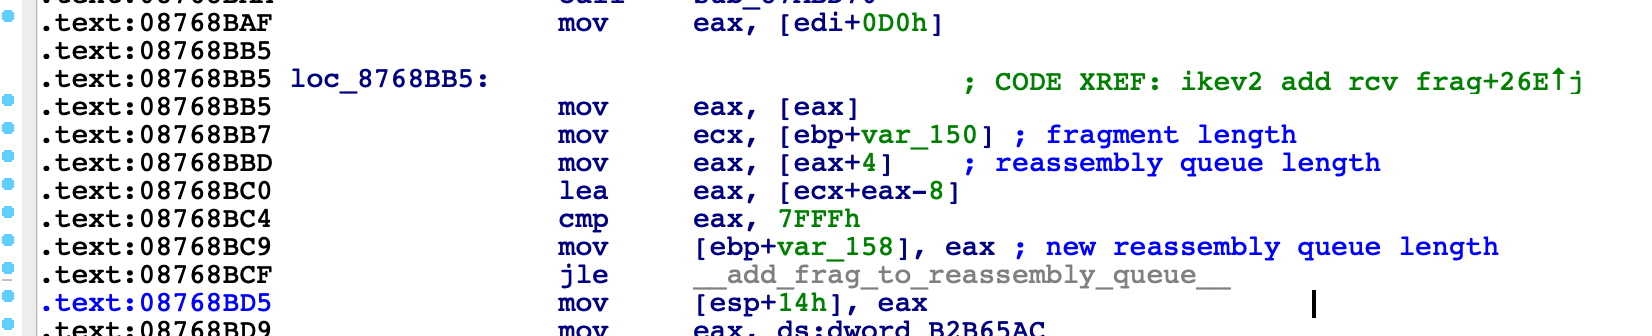 .text:08768BAF mov eax, [edi+0D0h]
.text:08768BB5
.text:08768BB5 loc_8768BB5: ; CODE XREF: ikev2 add rcv frag+26E↑j
.text:08768BB5 mov eax, [eax]
.text:08768BB7 mov ecx, [ebp+var_150] ; fragment length
.text:08768BBD mov eax, [eax+4] ; reassembly queue length
.text:08768BC0 lea eax, [ecx+eax-8]
.text:08768BC4 cmp eax, 7FFFh
.text:08768BC9 mov [ebp+var_158], eax ; new reassembly queue length
.text:08768BCF jle __add_frag_to_reassembly_queue__
.text:08768BD5 mov [esp+14h], eax
.text:08768BD9 mov eax, ds:dword_B2B65AC